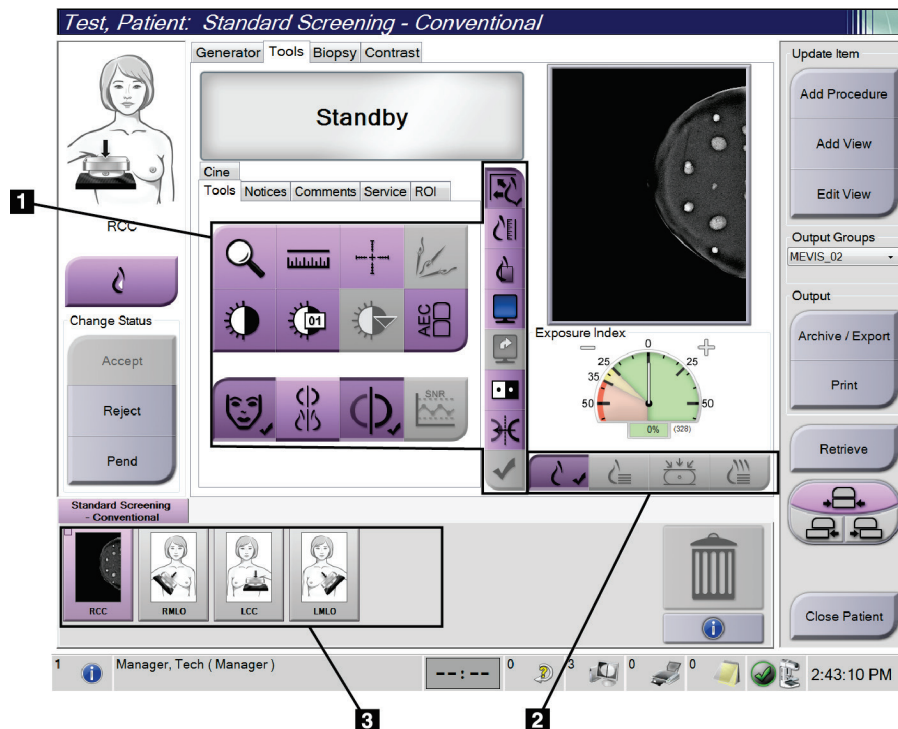 Test, Patient: Standard Screening - Conventional
Generator Tools Biopsy Contrast
Standby
Cine
Tools Notices Comments Service ROI
1
RCC
01
AEC
SNR
Change Status
Accept
Reject
Pend
Exposure Index
0
25 25
35
50 50
0% (328)
Update Item
Add Procedure
Add View
Edit View
Output Groups
MEVIS_02
Output
Archive / Export
Print
Retrieve
Close Patient
Standard Screening
- Conventional
RCC RMLO LCC LMLO
1 Manager, Tech ( Manager ) --:-- 0 3 0 0 2:43:10 PM
3 2